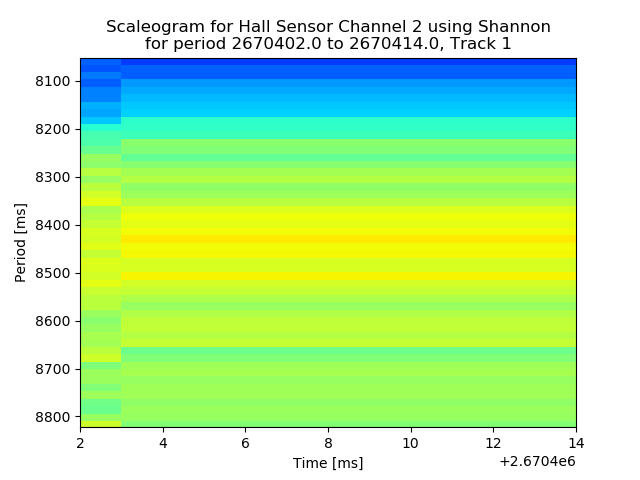 Scaleogram for Hall Sensor Channel 2 using Shannon
for period 2670402.0 to 2670414.0, Track 1
Period [ms]
8100
8200
8300
8400
8500
8600
8700
8800
2 4 6 8 10 12 14
Time [ms]
+2.6704e6